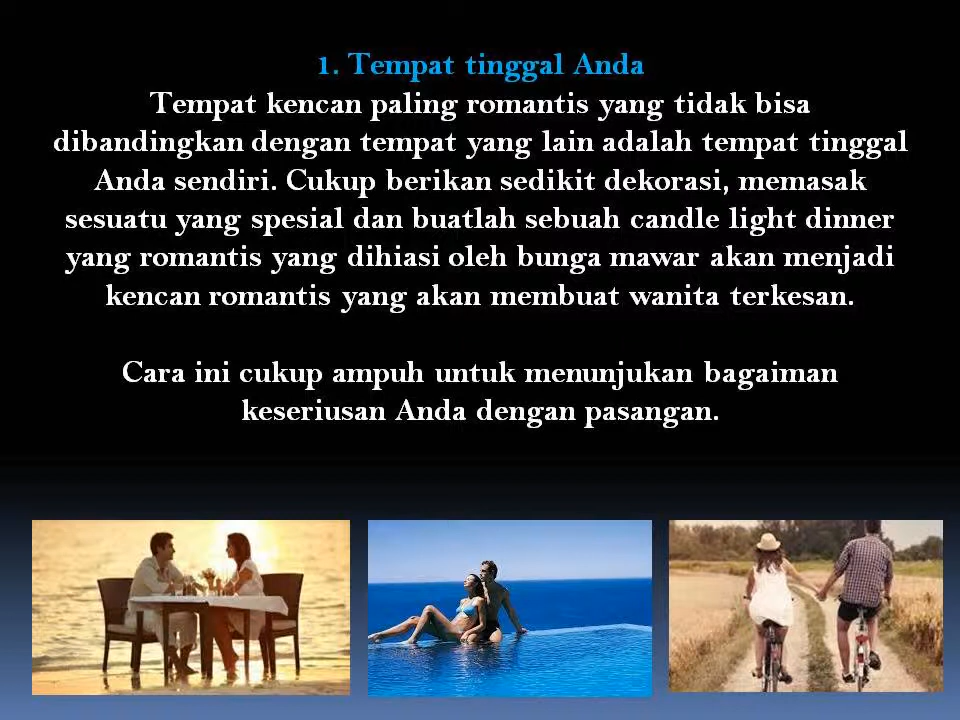 1. Tempat tinggal Anda
Tempat kencan paling romantis yang tidak bisa
dibandingkan dengan tempat yang lain adalah tempat tinggal
Anda sendiri. Cukup berikan sedikit dekorasi, memasak
sesuatu yang spesial dan buatlah sebuah candle light dinner
yang romantis yang dihiasi oleh bunga mawar akan menjadi
kencan romantis yang akan membuat wanita terkesan.
Cara ini cukup ampuh untuk menunjukan bagaiman
keseriusan Anda dengan pasangan.